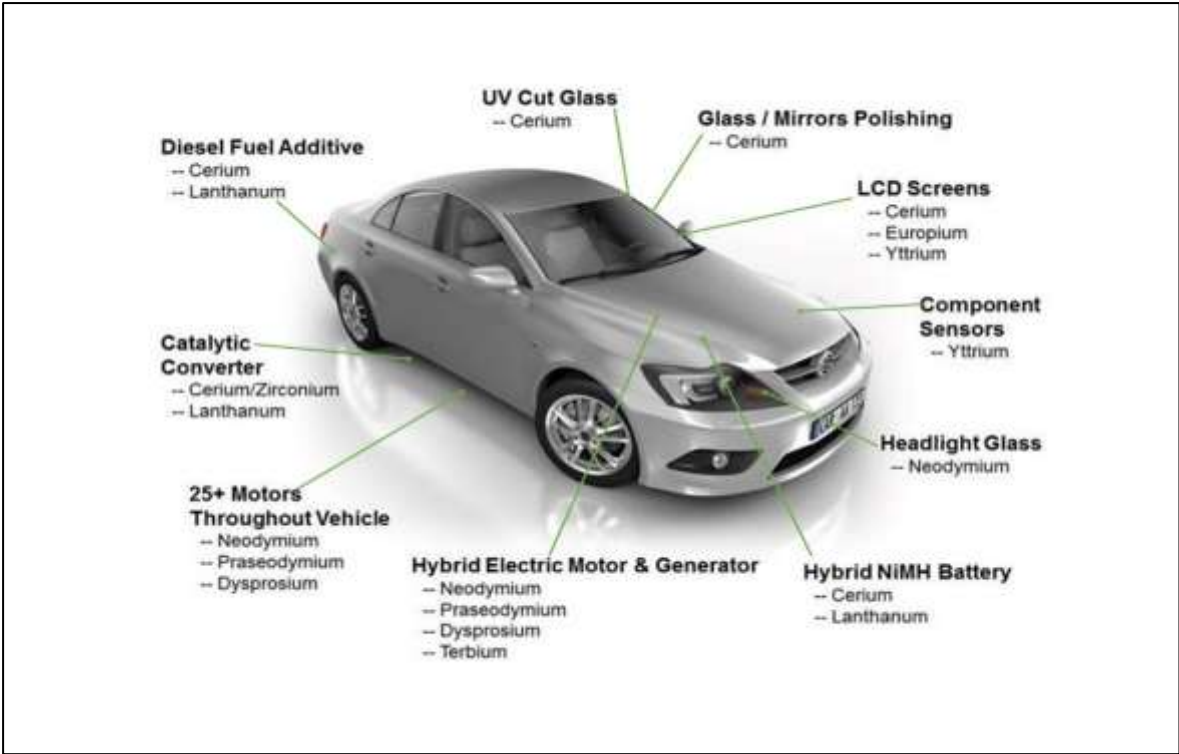 UV Cut Glass
-- Cerium
Glass / Mirrors Polishing
-- Cerium
Diesel Fuel Additive
-- Cerium
-- Lanthanum
LCD Screens
-- Cerium
-- Europium
-- Yttrium
Component
Sensors
-- Yttrium
Catalytic
Converter
-- Cerium/Zirconium
-- Lanthanum
Headlight Glass
-- Neodymium
25+ Motors
Throughout Vehicle
-- Neodymium
-- Praseodymium
-- Dysprosium
Hybrid Electric Motor & Generator
-- Neodymium
-- Praseodymium
-- Dysprosium
-- Terbium
Hybrid NiMH Battery
-- Cerium
-- Lanthanum